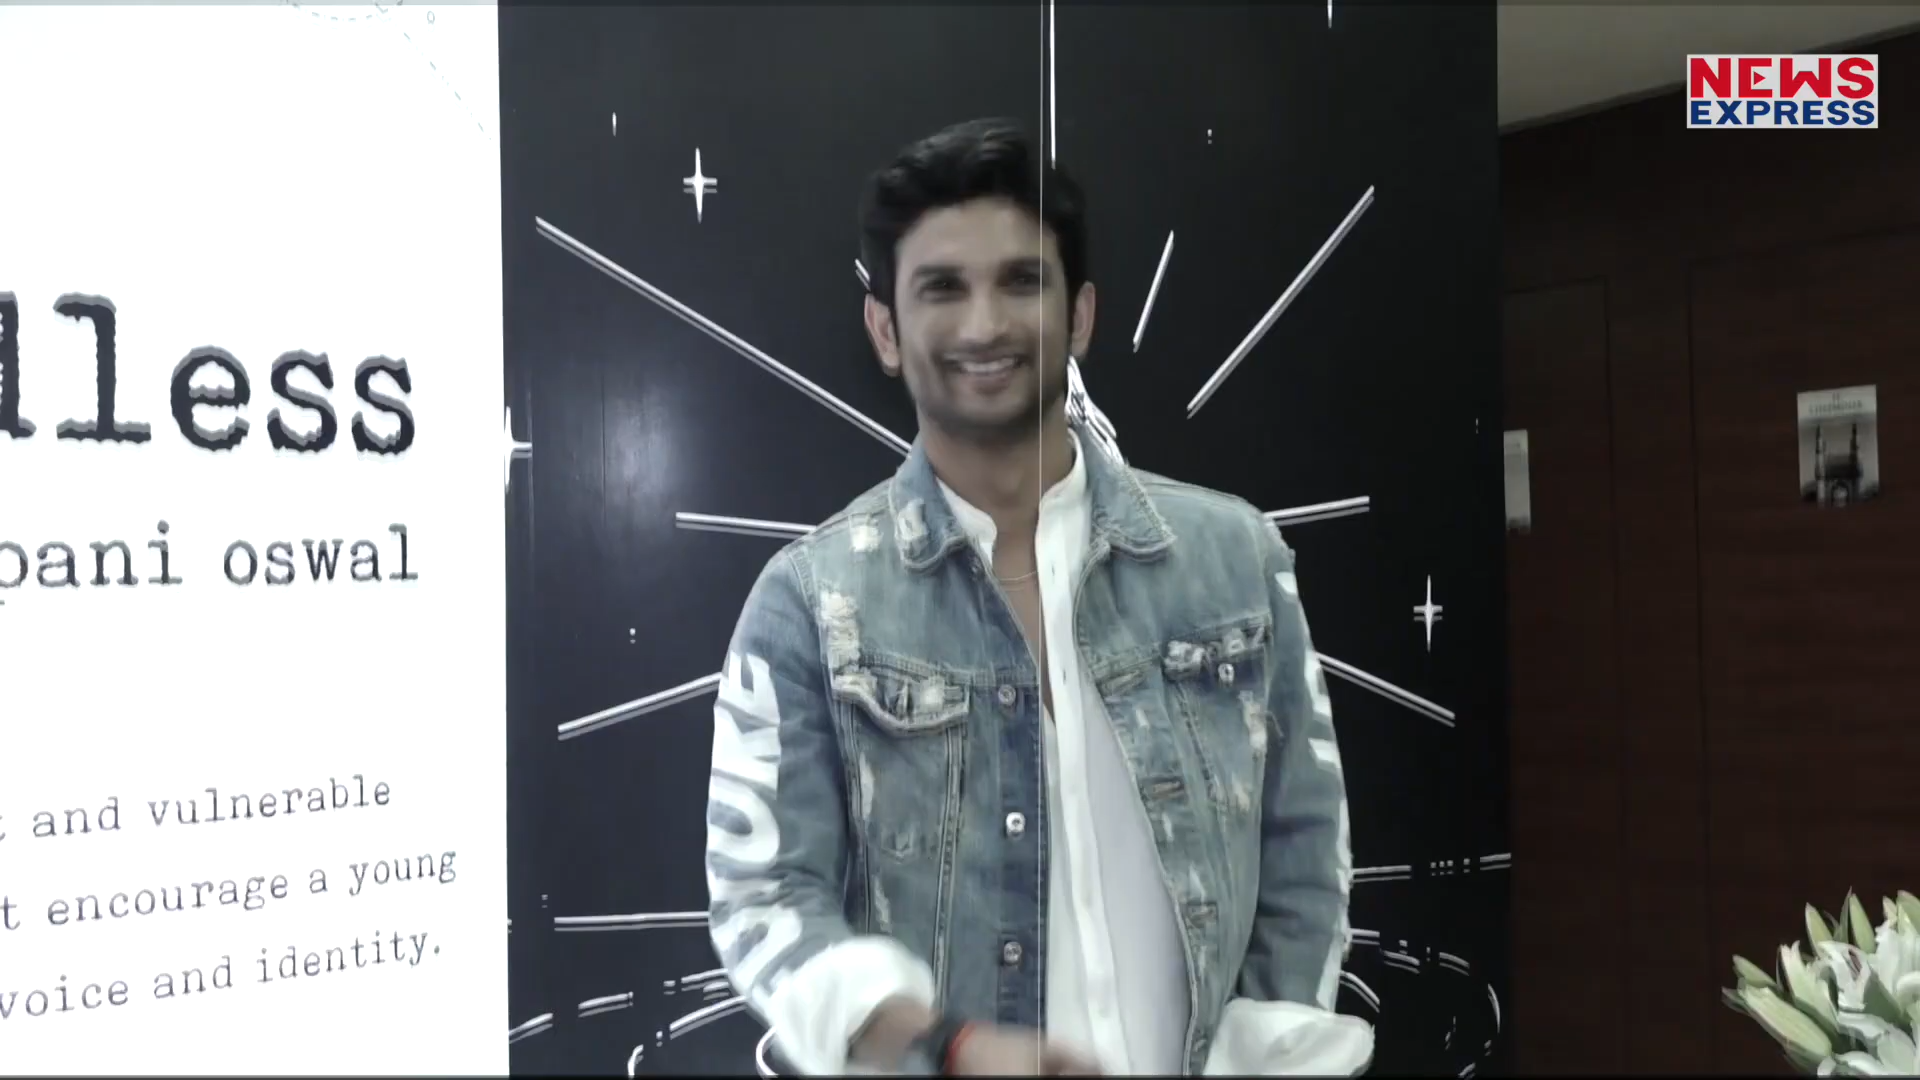 NEWS
EXPRESS
lless
pani oswal
and vulnerable
t encourage a young
voice and identity.